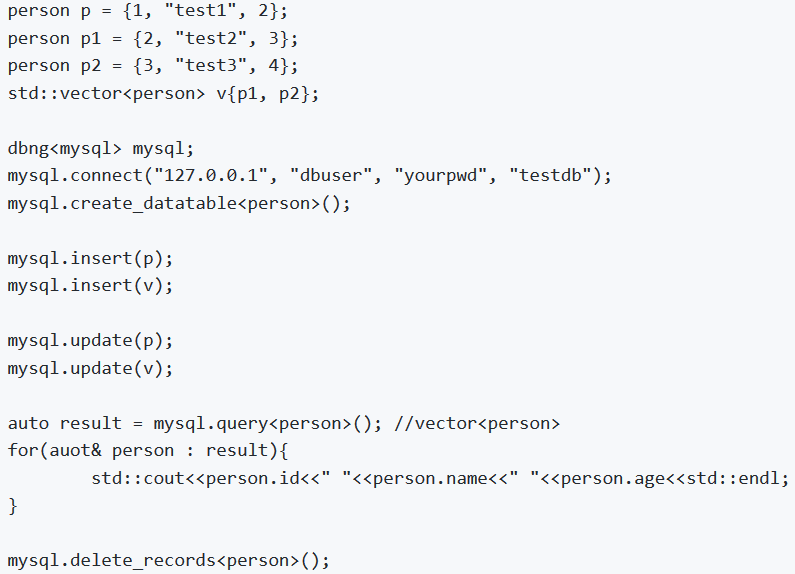 person p = {1, "test1", 2};
person p1 = {2, "test2", 3};
person p2 = {3, "test3", 4};
std::vector<person> v{p1, p2};

dbng<mysql> mysql;
mysql.connect("127.0.0.1", "dbuser", "yourpwd", "testdb");
mysql.create_datatable<person>();

mysql.insert(p);
mysql.insert(v);

mysql.update(p);
mysql.update(v);

auto result = mysql.query<person>(); //vector<person>
for(auot& person : result){
        std::cout<<person.id<<" "<<person.name<<" "<<person.age<<std::endl;
}

mysql.delete_records<person>();